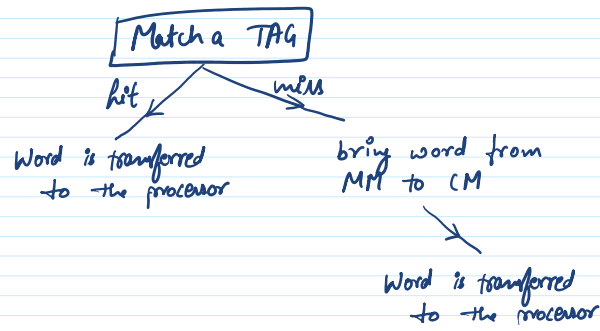 Match a TAG
hit
miss
Word is transferred
to the processor
bring word from
MM to CM
Word is transferred
to the processor